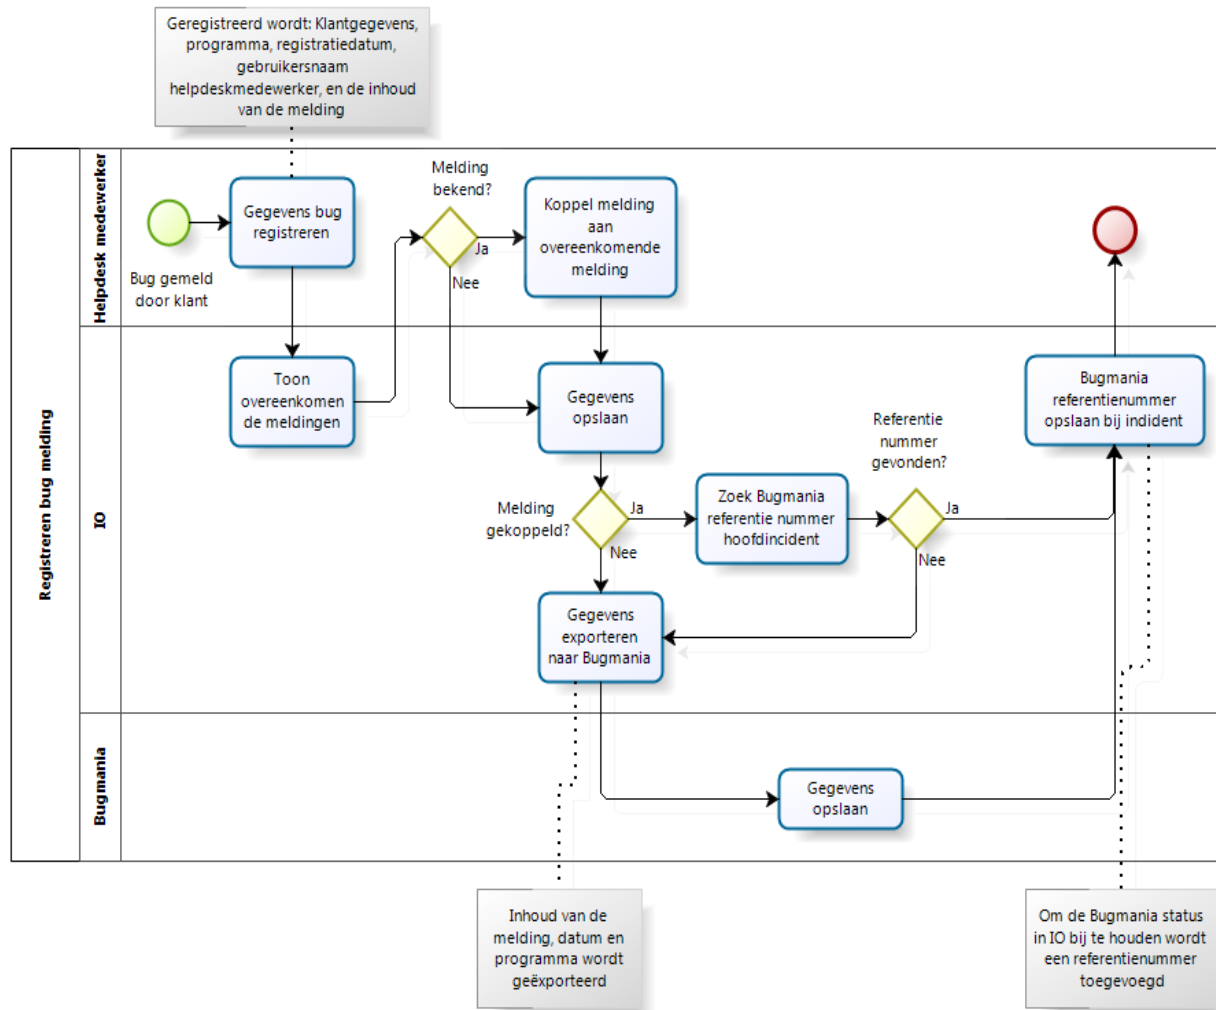 Geregistreerd wordt: Klantgegevens,
programma, registratiedatum,
gebruikersnaam
helpdeskmedewerker, en de inhoud
van de melding
Registreren bug melding
Helpdesk medewerker
Bug gemeld
door klant
Gegevens bug
registreren
Melding
bekend?
Ja
Nee
Koppel melding
aan
overeenkomende
melding
IO
Toon
overeenkomen
de meldingen
Gegevens
opslaan
Melding
gekoppeld?
Ja
Nee
Zoek Bugmania
referentie nummer
hoofdincident
Referentie
nummer
gevonden?
Ja
Nee
Bugmania
referentienummer
opslaan bij indident
Gegevens
exporteren
naar Bugmania
Bugmania
Gegevens
opslaan
Inhoud van de
melding, datum en
programma wordt
geëxporteerd
Om de Bugmania status
in IO bij te houden wordt
een referentienummer
toegevoegd